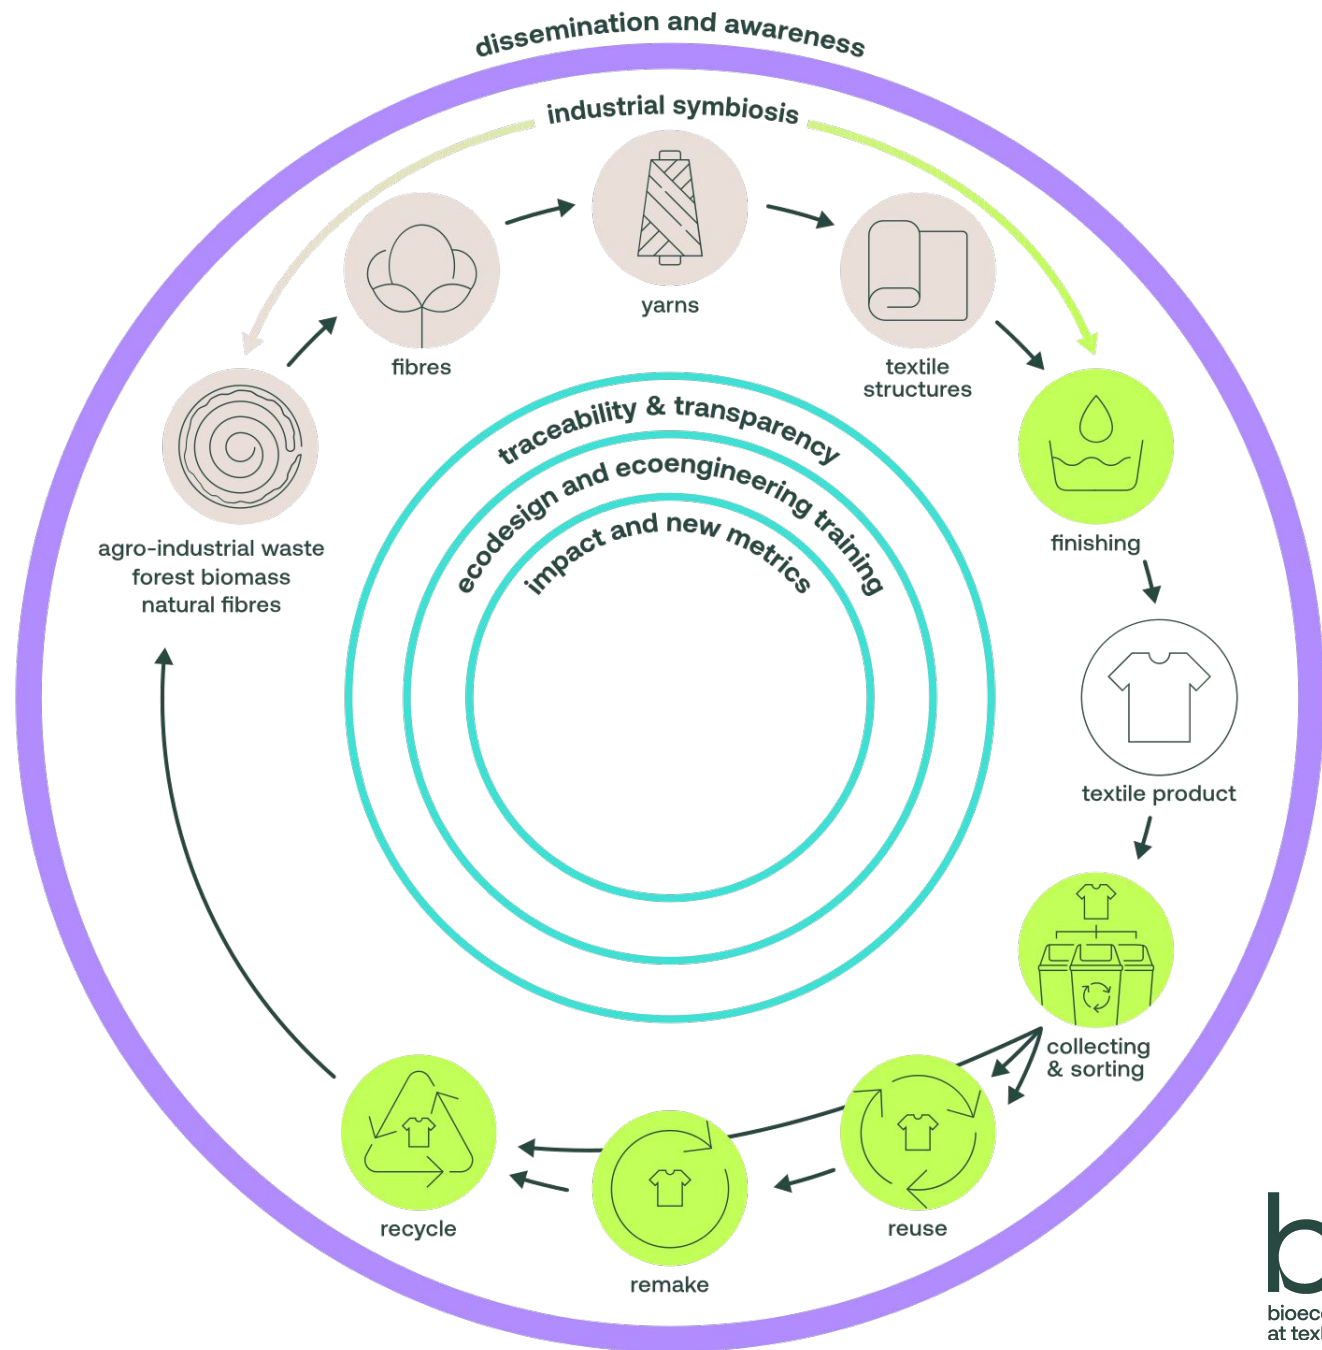 dissemination and awareness
industrial symbiosis
yarns
fibres
textile
structures
traceability & transparency
ecodesign and ecoengineering training
impact and new metrics
agro-industrial waste
forest biomass
natural fibres
finishing
textile product
collecting
& sorting
recycle
reuse
remake
b
at